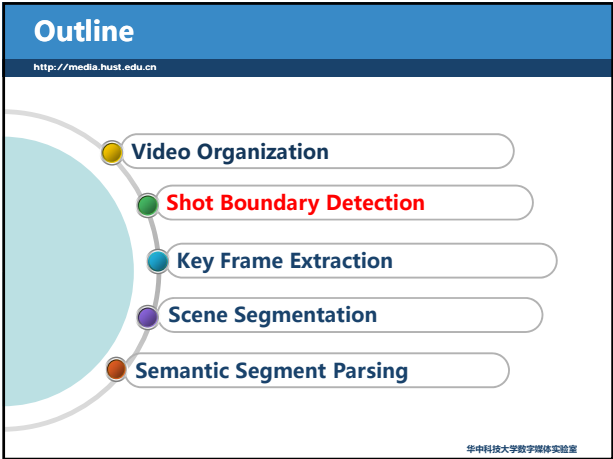 Outline
http://media.hust.edu.cn
Video Organization
Shot Boundary Detection
Key Frame Extraction
Scene Segmentation
Semantic Segment Parsing
华中科技大学数字媒体实验室